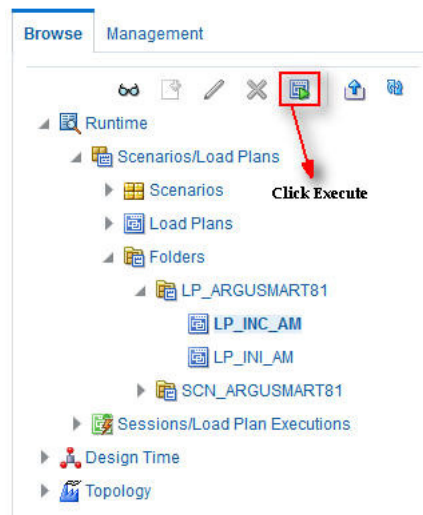 Browse Management
Runtime
Scenarios/Load Plans
Scenarios
Click Execute
Load Plans
Folders
LP_ARGUSMART81
LP_INC_AM
LP_INI_AM
SCN_ARGUSMART81
Sessions/Load Plan Executions
Design Time
Topology